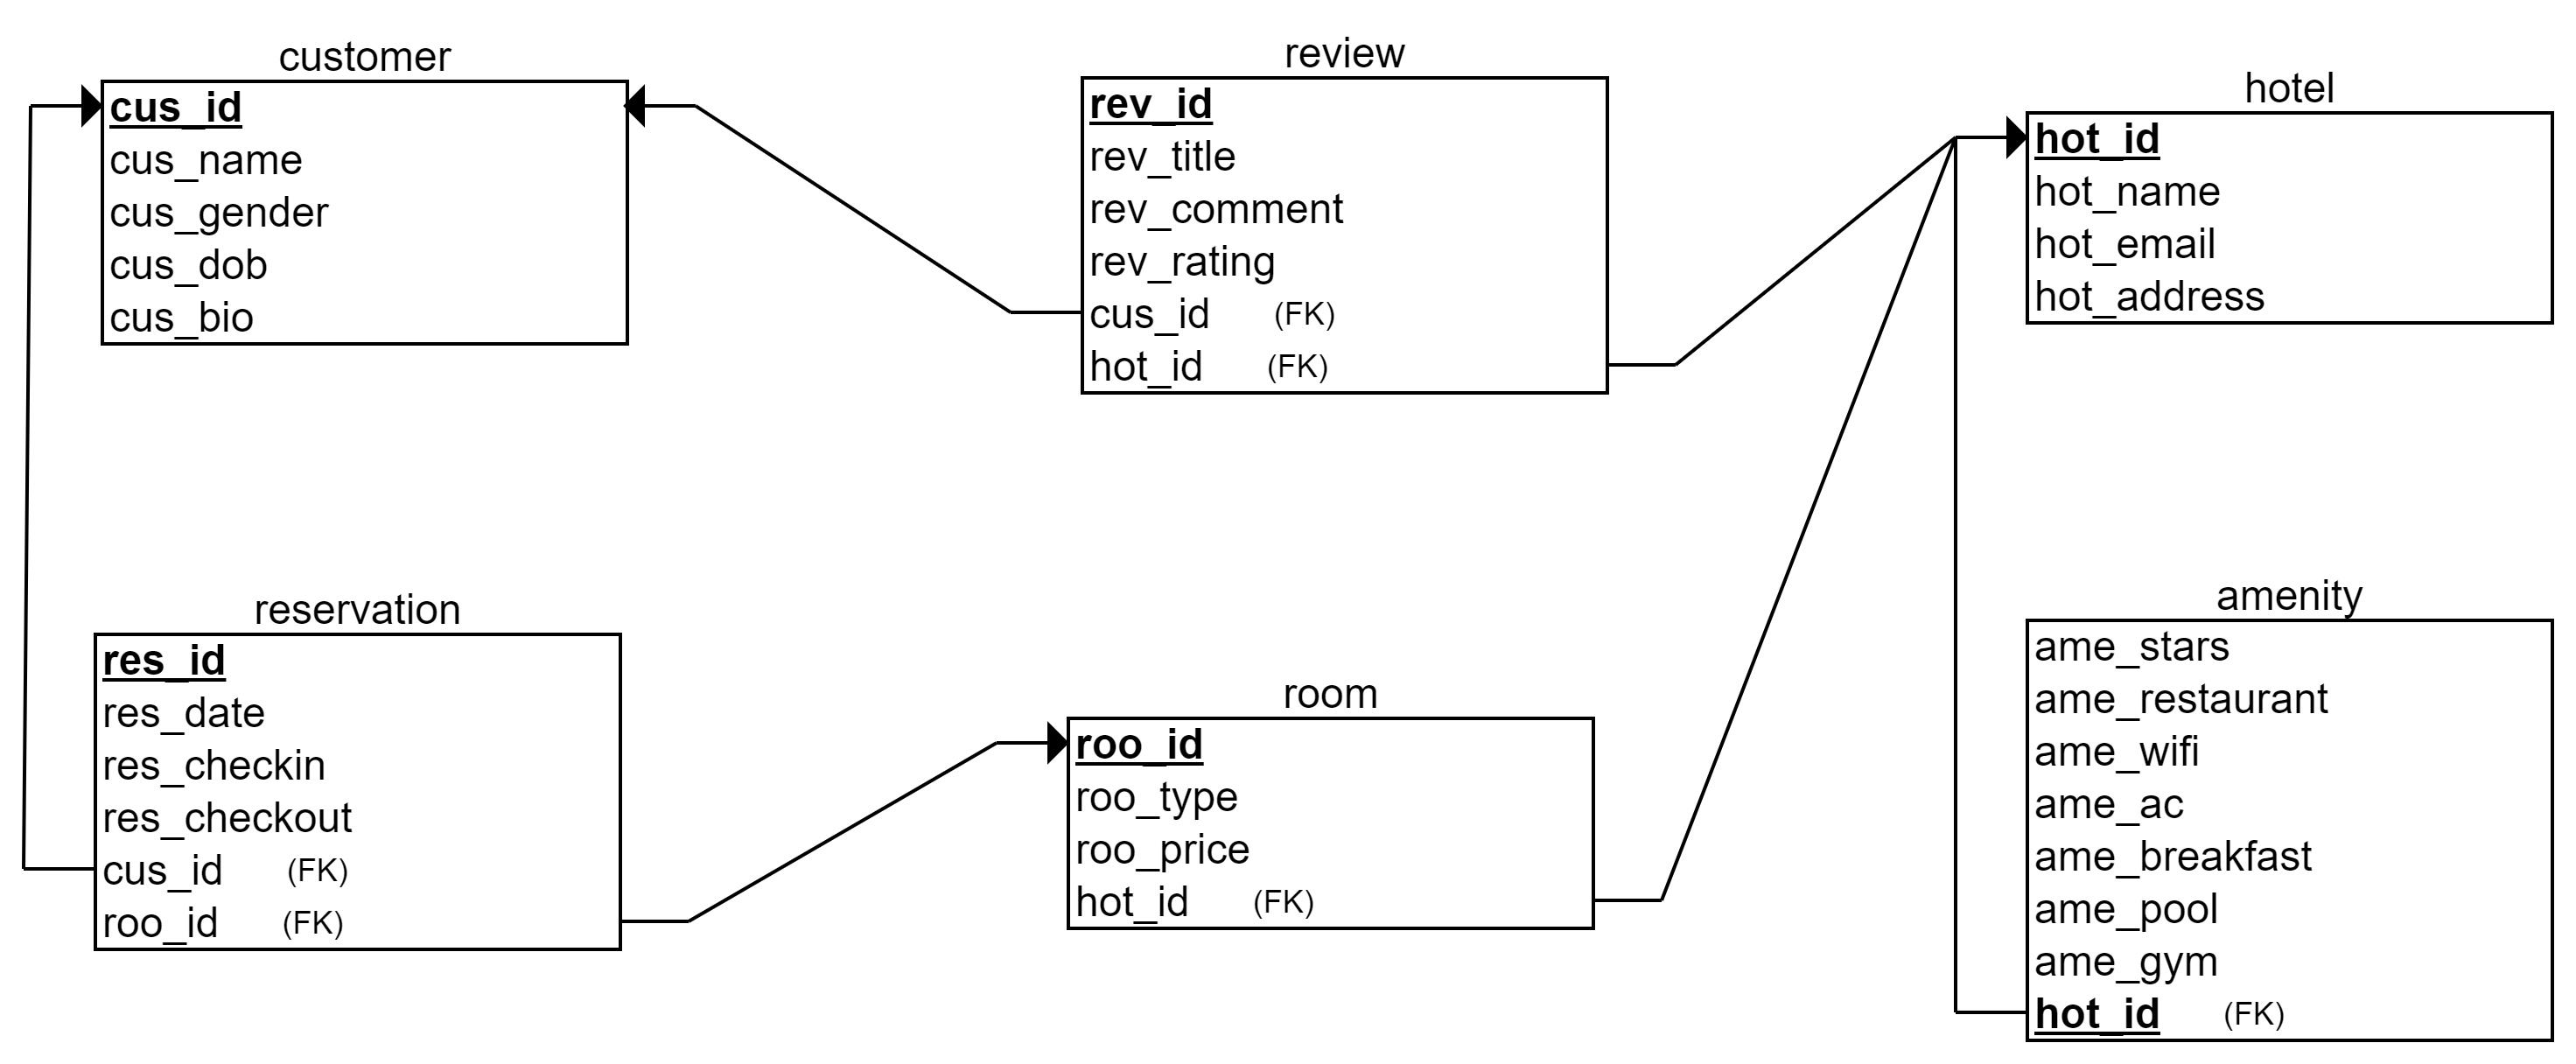 customer
cus_id
cus_name
cus_gender
cus_dob
cus_bio
review
rev_id
rev_title
rev_comment
rev_rating
cus_id (FK)
hot_id (FK)
hotel
hot_id
hot_name
hot_email
hot_address
reservation
res_id
res_date
res_checkin
res_checkout
cus_id (FK)
roo_id (FK)
room
roo_id
roo_type
roo_price
hot_id (FK)
amenity
ame_stars
ame_restaurant
ame_wifi
ame_ac
ame_breakfast
ame_pool
ame_gym
hot_id (FK)